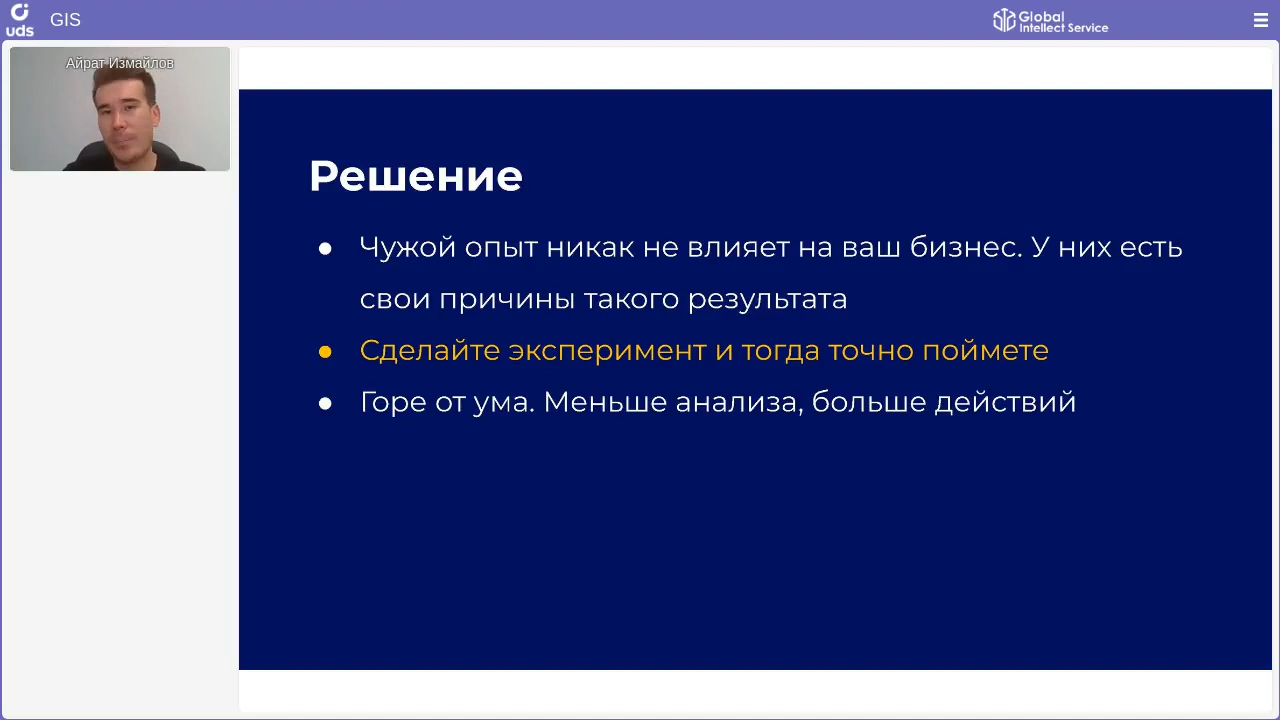 uds
GIS
Global
Intellect Service
Айрат Измайлов
Решение
● Чужой опыт никак не влияет на ваш бизнес. У них есть
свои причины такого результата
● Сделайте эксперимент и тогда точно поймете
● Горе от ума. Меньше анализа, больше действий